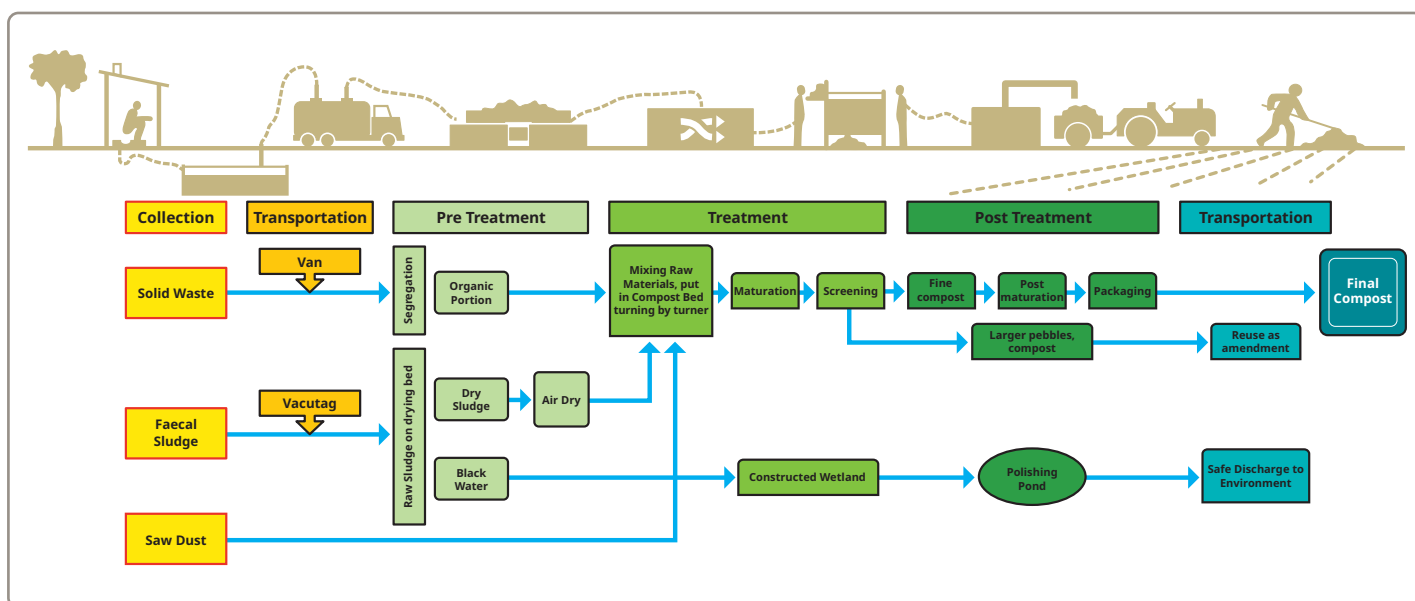 Collection
Transportation
Pre Treatment
Treatment
Post Treatment
Transportation
Solid Waste
Van
Segregation
Organic
Portion
Mixing Raw
Materials, put
in Compost Bed
turning by turner
Maturation
Screening
Fine
compost
Post
maturation
Packaging
Final
Compost
Larger pebbles,
compost
Reuse as
amendment
Faecal
Sludge
Vacutag
Raw Sludge on drying bed
Dry
Sludge
Air Dry
Black
Water
Constructed Wetland
Polishing
Pond
Safe Discharge to
Environment
Saw Dust